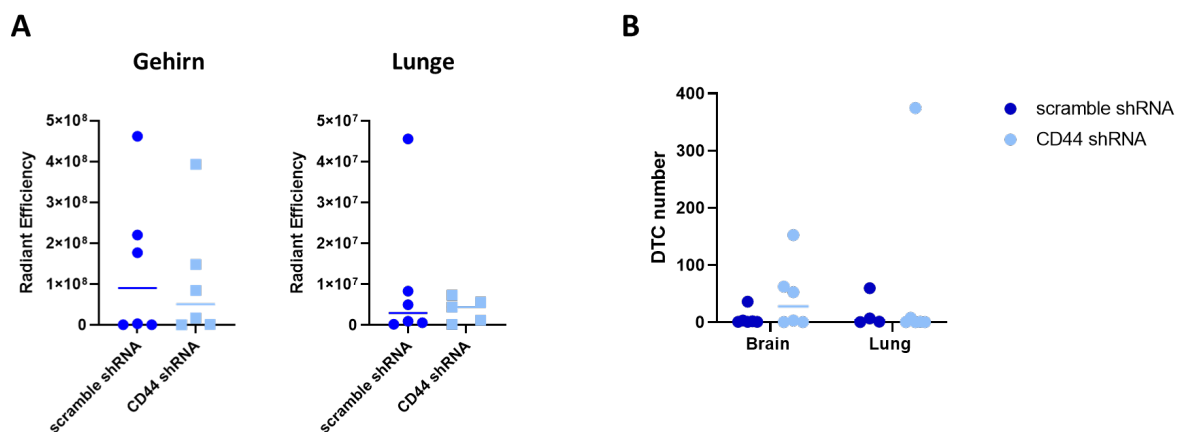 A
B
Gehirn
Lunge
Radiant Efficiency
5×10⁸
4×10⁸
3×10⁸
2×10⁸
1×10⁸
0
scramble shRNA
CD44 shRNA
Radiant Efficiency
5×10⁷
4×10⁷
2×10⁷
2×10⁷
1×10⁷
0
scramble shRNA
CD44 shRNA
DTC number
400
300
200
100
0
Brain
Lung
scramble shRNA
CD44 shRNA